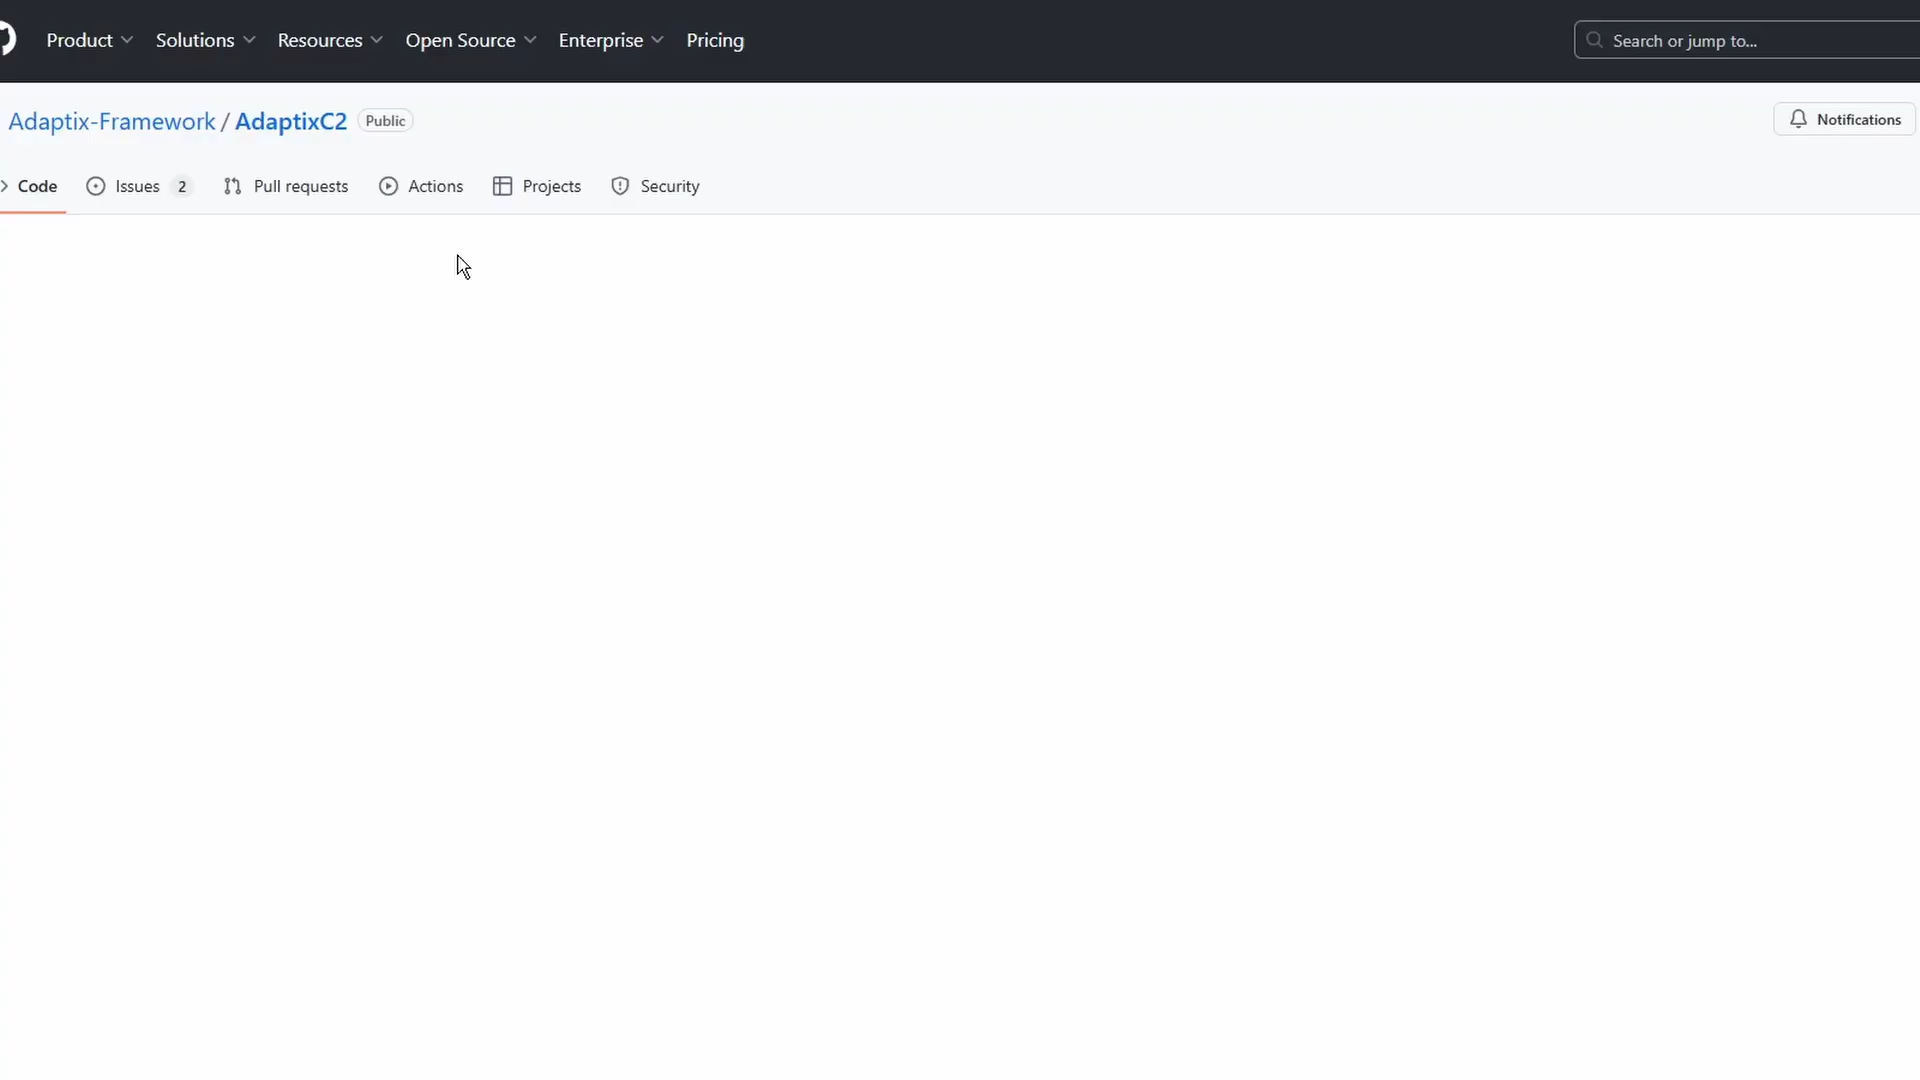 Product Solutions Resources Open Source Enterprise Pricing Search or jump to...
Adaptix-Framework / AdaptixC2 Public Notifications
Code Issues 2 Pull requests Actions Projects Security